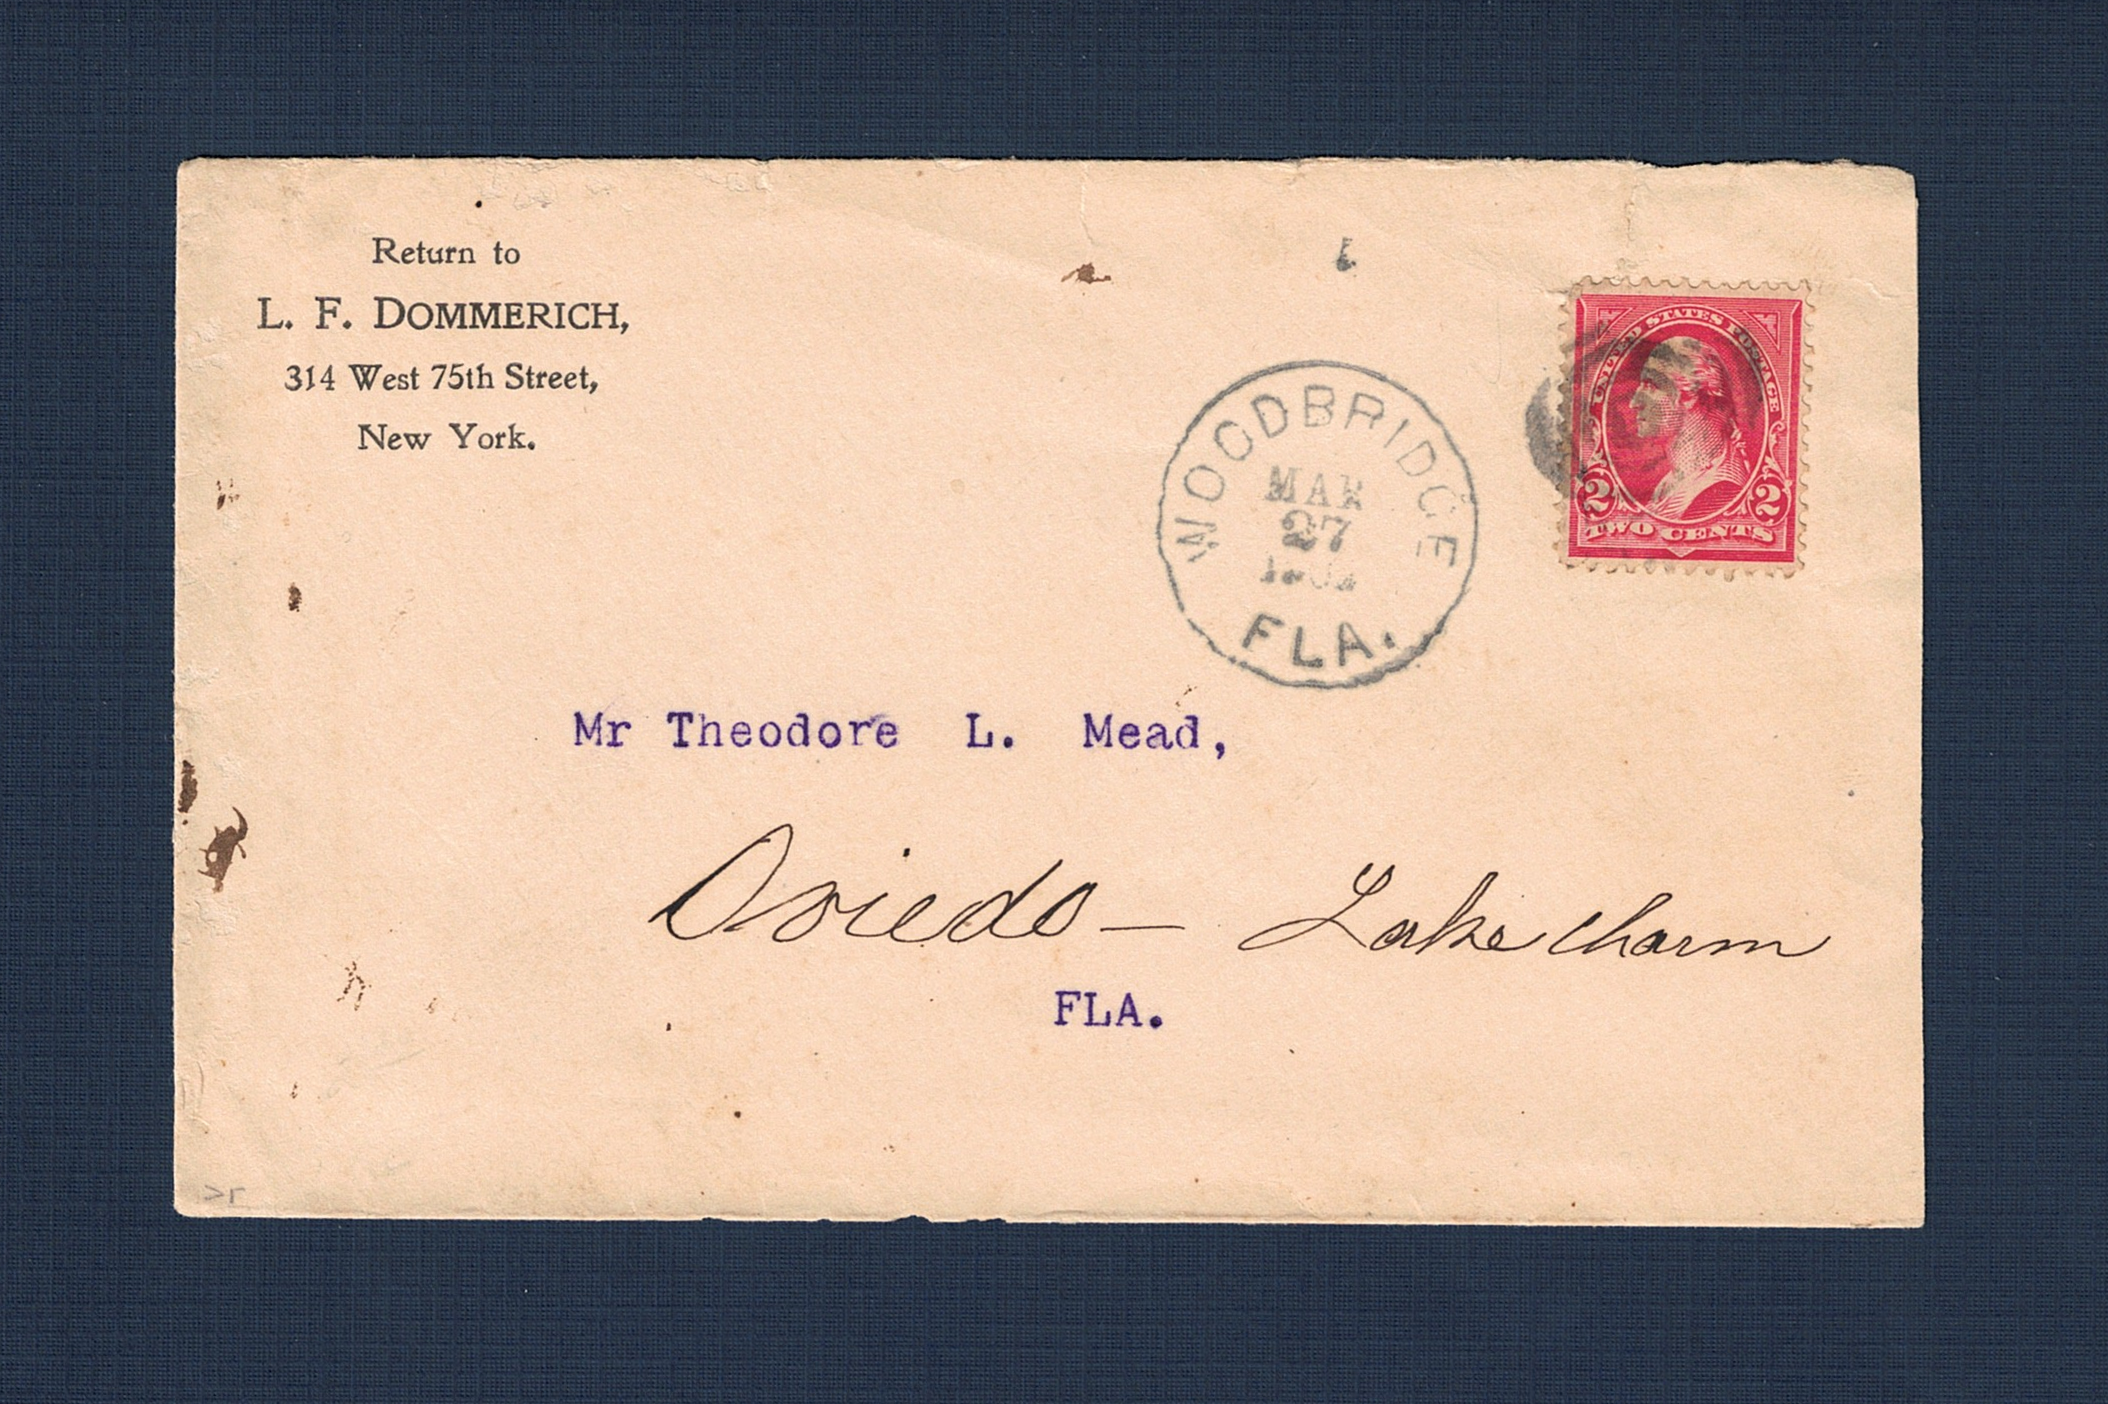 Return to
L. F. DOMMERICH,
314 West 75th Street,
New York.
WOODBRIDGE
MAR
27
FLA.
UNITED STATES POSTAGE
2 2
TWO CENTS
Mr Theodore L. Mead,
Oviedo — Lake Charm
FLA.